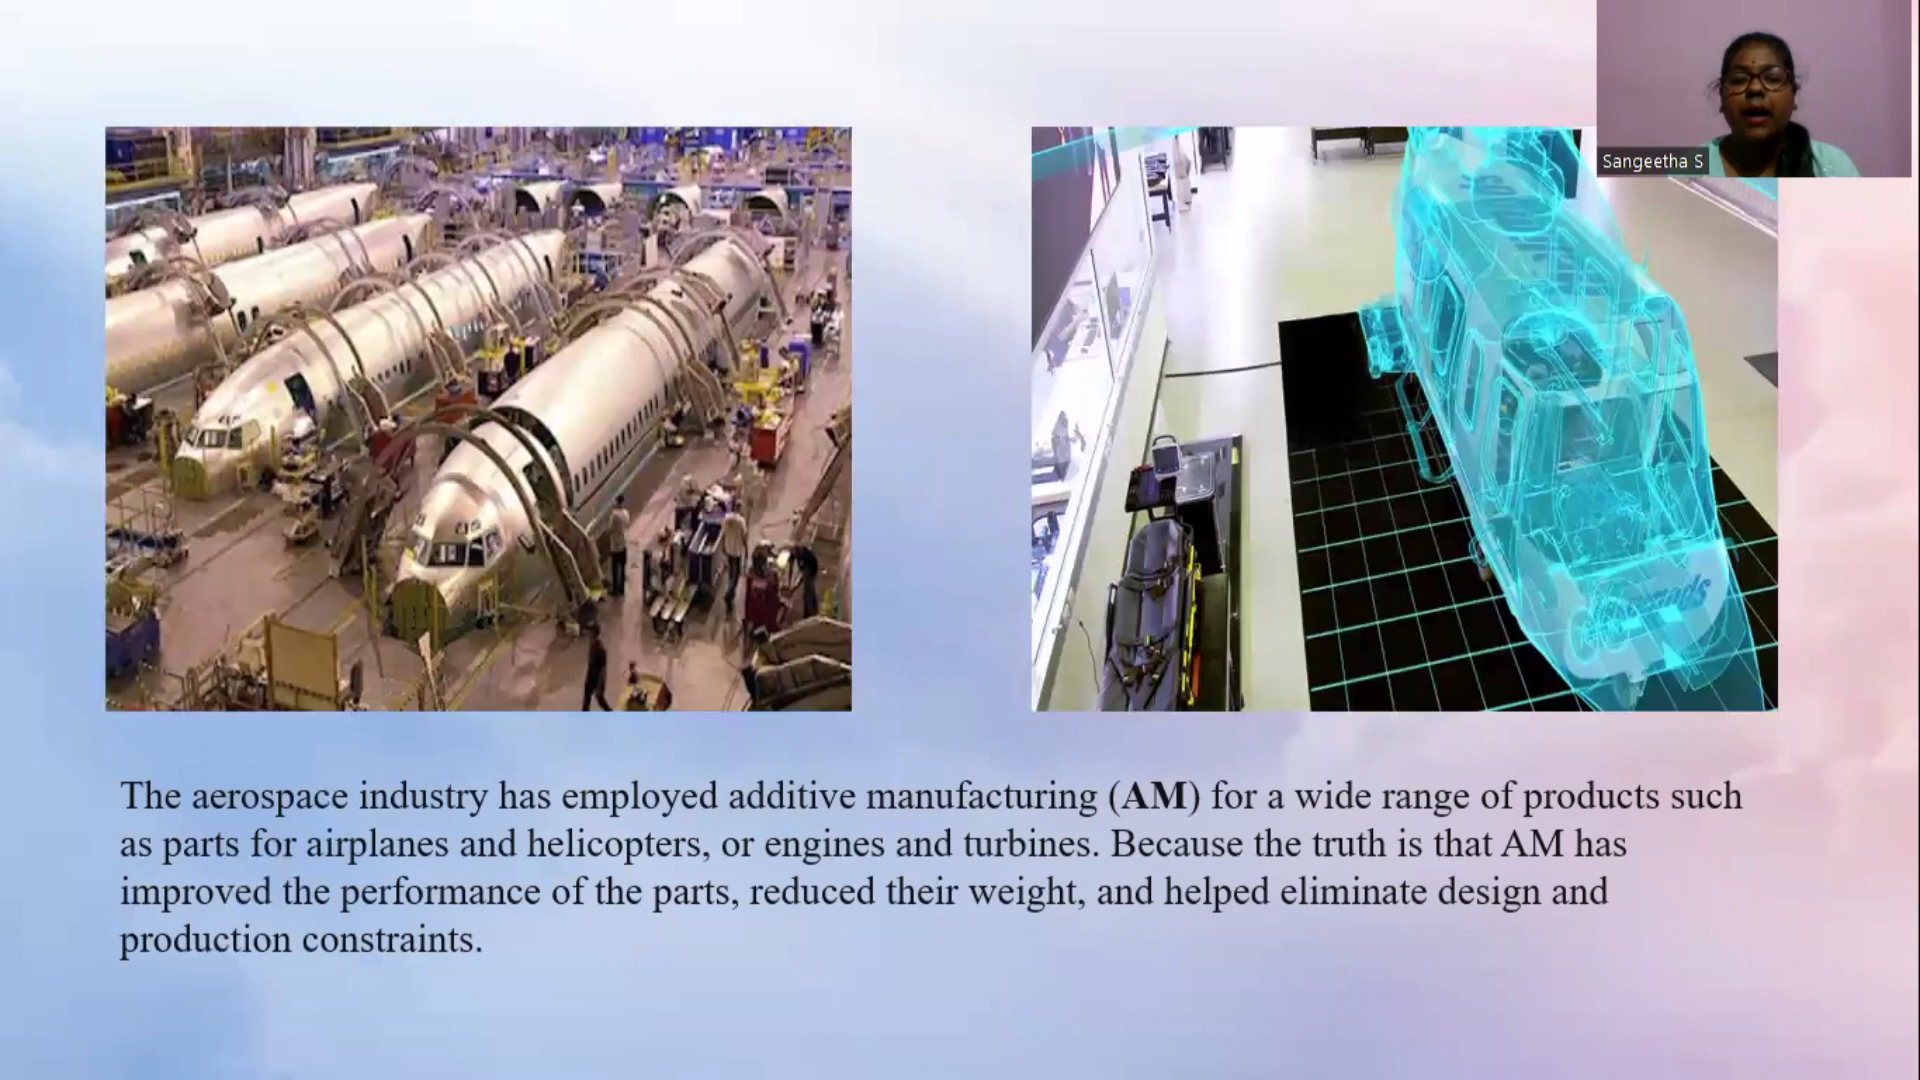 Sangeetha S
The aerospace industry has employed additive manufacturing (AM) for a wide range of products such
as parts for airplanes and helicopters, or engines and turbines. Because the truth is that AM has
improved the performance of the parts, reduced their weight, and helped eliminate design and
production constraints.